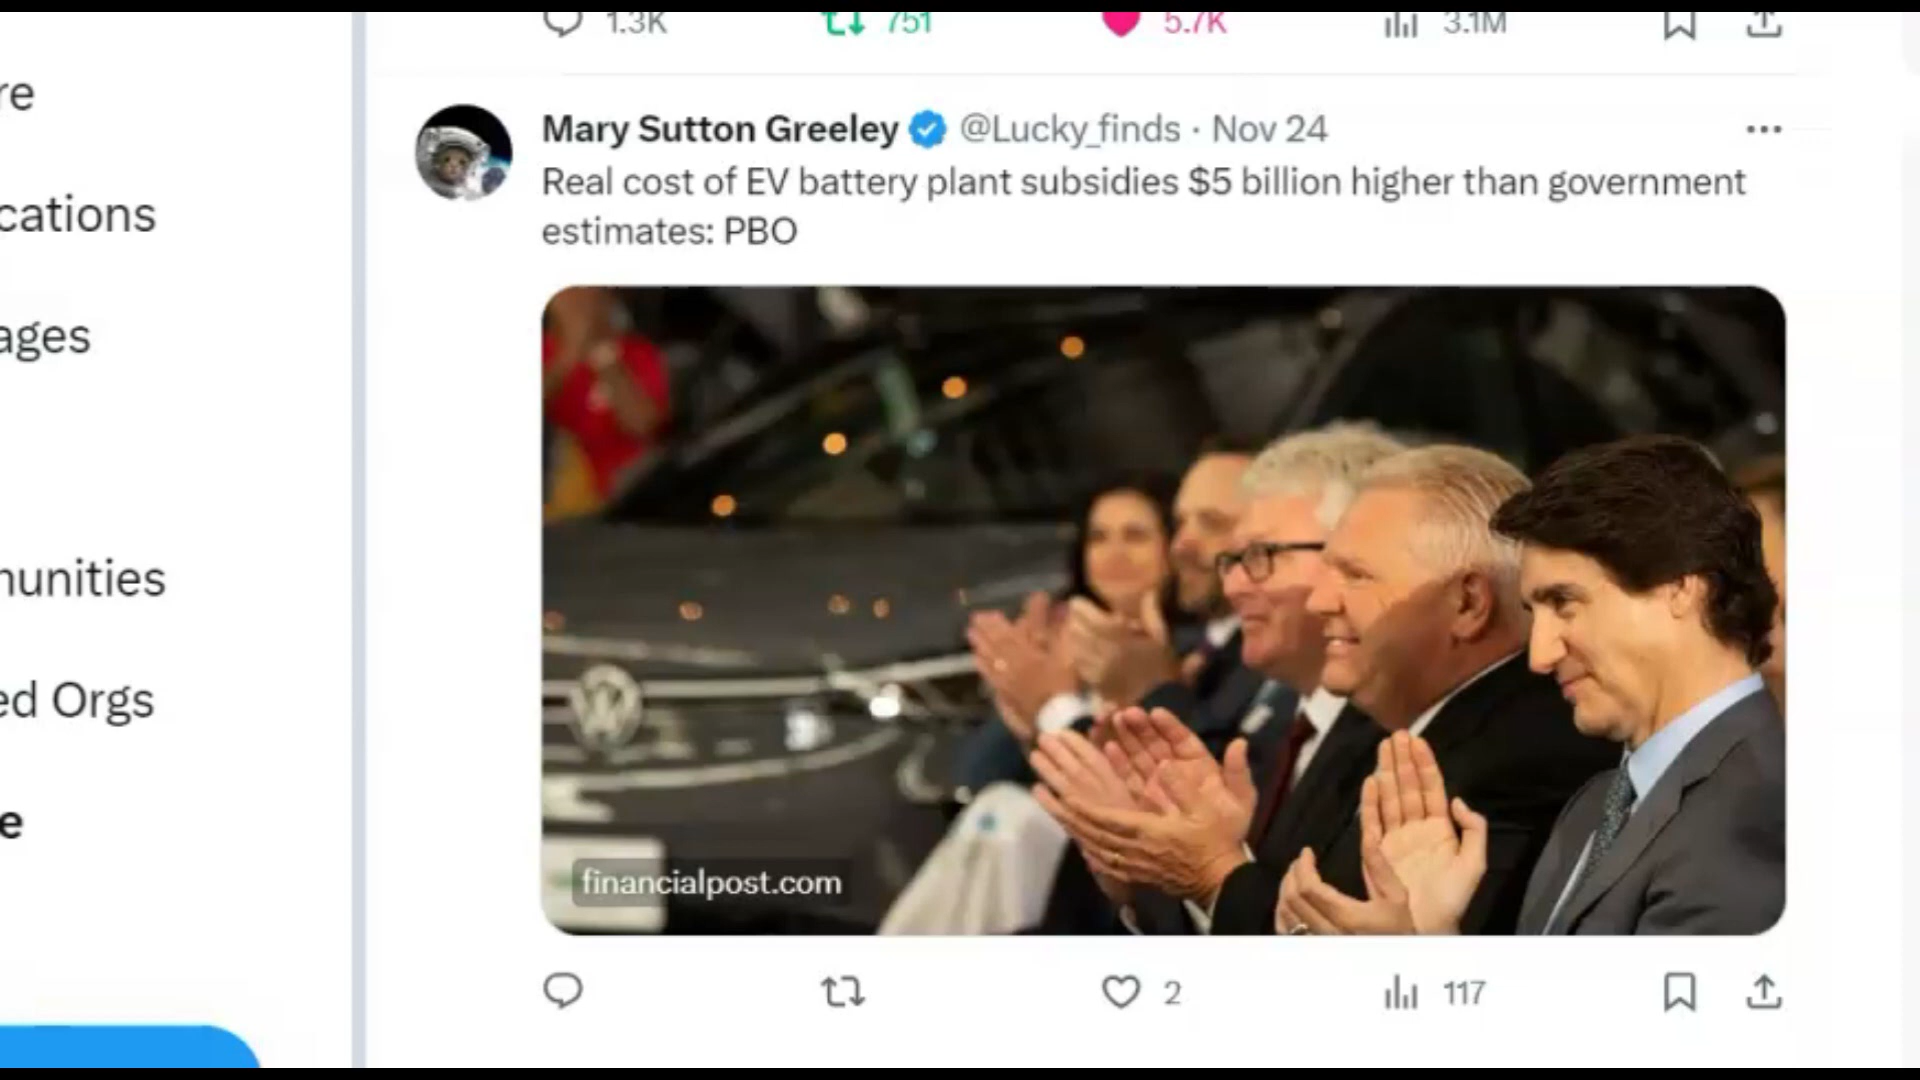 1.3K 751 5.7K 3.1M
re
Mary Sutton Greeley @Lucky_finds · Nov 24
Real cost of EV battery plant subsidies $5 billion higher than government
estimates: PBO
cations
ages
nunities
ed Orgs
e
financialpost.com
2 117